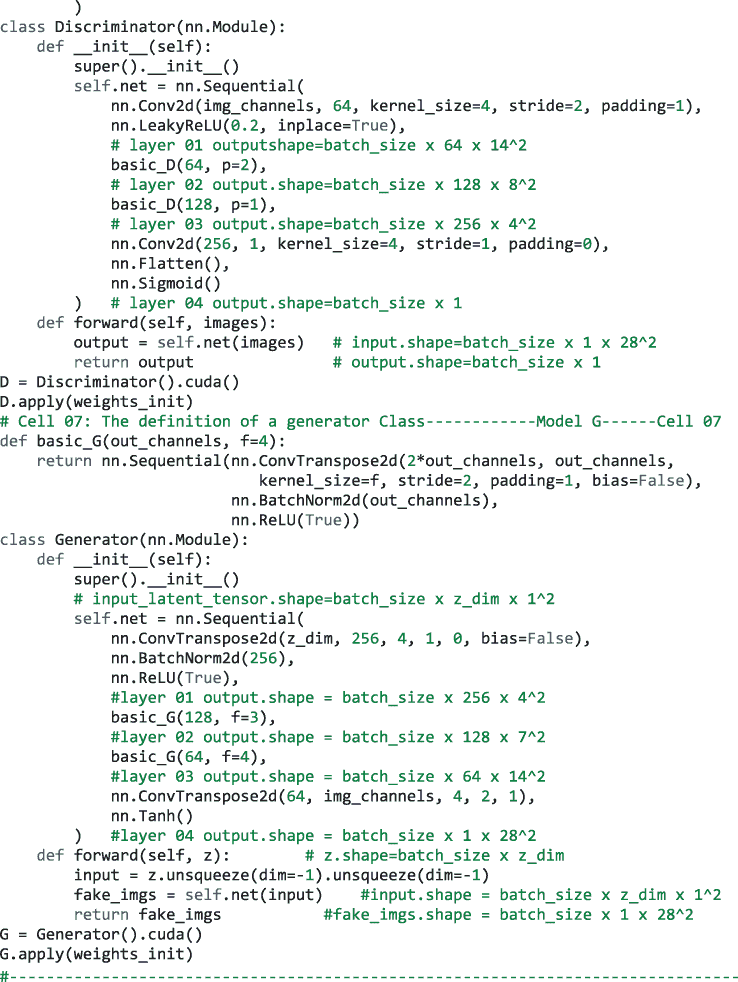 )
class Discriminator(nn.Module):
    def __init__(self):
        super().__init__()
        self.net = nn.Sequential(
            nn.Conv2d(img_channels, 64, kernel_size=4, stride=2, padding=1),
            nn.LeakyReLU(0.2, inplace=True),
            # layer 01 outputshape=batch_size x 64 x 14^2
            basic_D(64, p=2),
            # layer 02 output.shape=batch_size x 128 x 8^2
            basic_D(128, p=1),
            # layer 03 output.shape=batch_size x 256 x 4^2
            nn.Conv2d(256, 1, kernel_size=4, stride=1, padding=0),
            nn.Flatten(),
            nn.Sigmoid()
        )   # layer 04 output.shape=batch_size x 1
    def forward(self, images):
        output = self.net(images)   # input.shape=batch_size x 1 x 28^2
        return output               # output.shape=batch_size x 1
D = Discriminator().cuda()
D.apply(weights_init)
# Cell 07: The definition of a generator Class------------Model G------Cell 07
def basic_G(out_channels, f=4):
    return nn.Sequential(nn.ConvTranspose2d(2*out_channels, out_channels,
                            kernel_size=f, stride=2, padding=1, bias=False),
                         nn.BatchNorm2d(out_channels),
                         nn.ReLU(True))
class Generator(nn.Module):
    def __init__(self):
        super().__init__()
        # input_latent_tensor.shape=batch_size x z_dim x 1^2
        self.net = nn.Sequential(
            nn.ConvTranspose2d(z_dim, 256, 4, 1, 0, bias=False),
            nn.BatchNorm2d(256),
            nn.ReLU(True),
            #layer 01 output.shape = batch_size x 256 x 4^2
            basic_G(128, f=3),
            #layer 02 output.shape = batch_size x 128 x 7^2
            basic_G(64, f=4),
            #layer 03 output.shape = batch_size x 64 x 14^2
            nn.ConvTranspose2d(64, img_channels, 4, 2, 1),
            nn.Tanh()
        )   #layer 04 output.shape = batch_size x 1 x 28^2
    def forward(self, z):        # z.shape=batch_size x z_dim
        input = z.unsqueeze(dim=-1).unsqueeze(dim=-1)
        fake_imgs = self.net(input)    #input.shape = batch_size x z_dim x 1^2
        return fake_imgs           #fake_imgs.shape = batch_size x 1 x 28^2
G = Generator().cuda()
G.apply(weights_init)
#-------------------------------------------------------------------------------